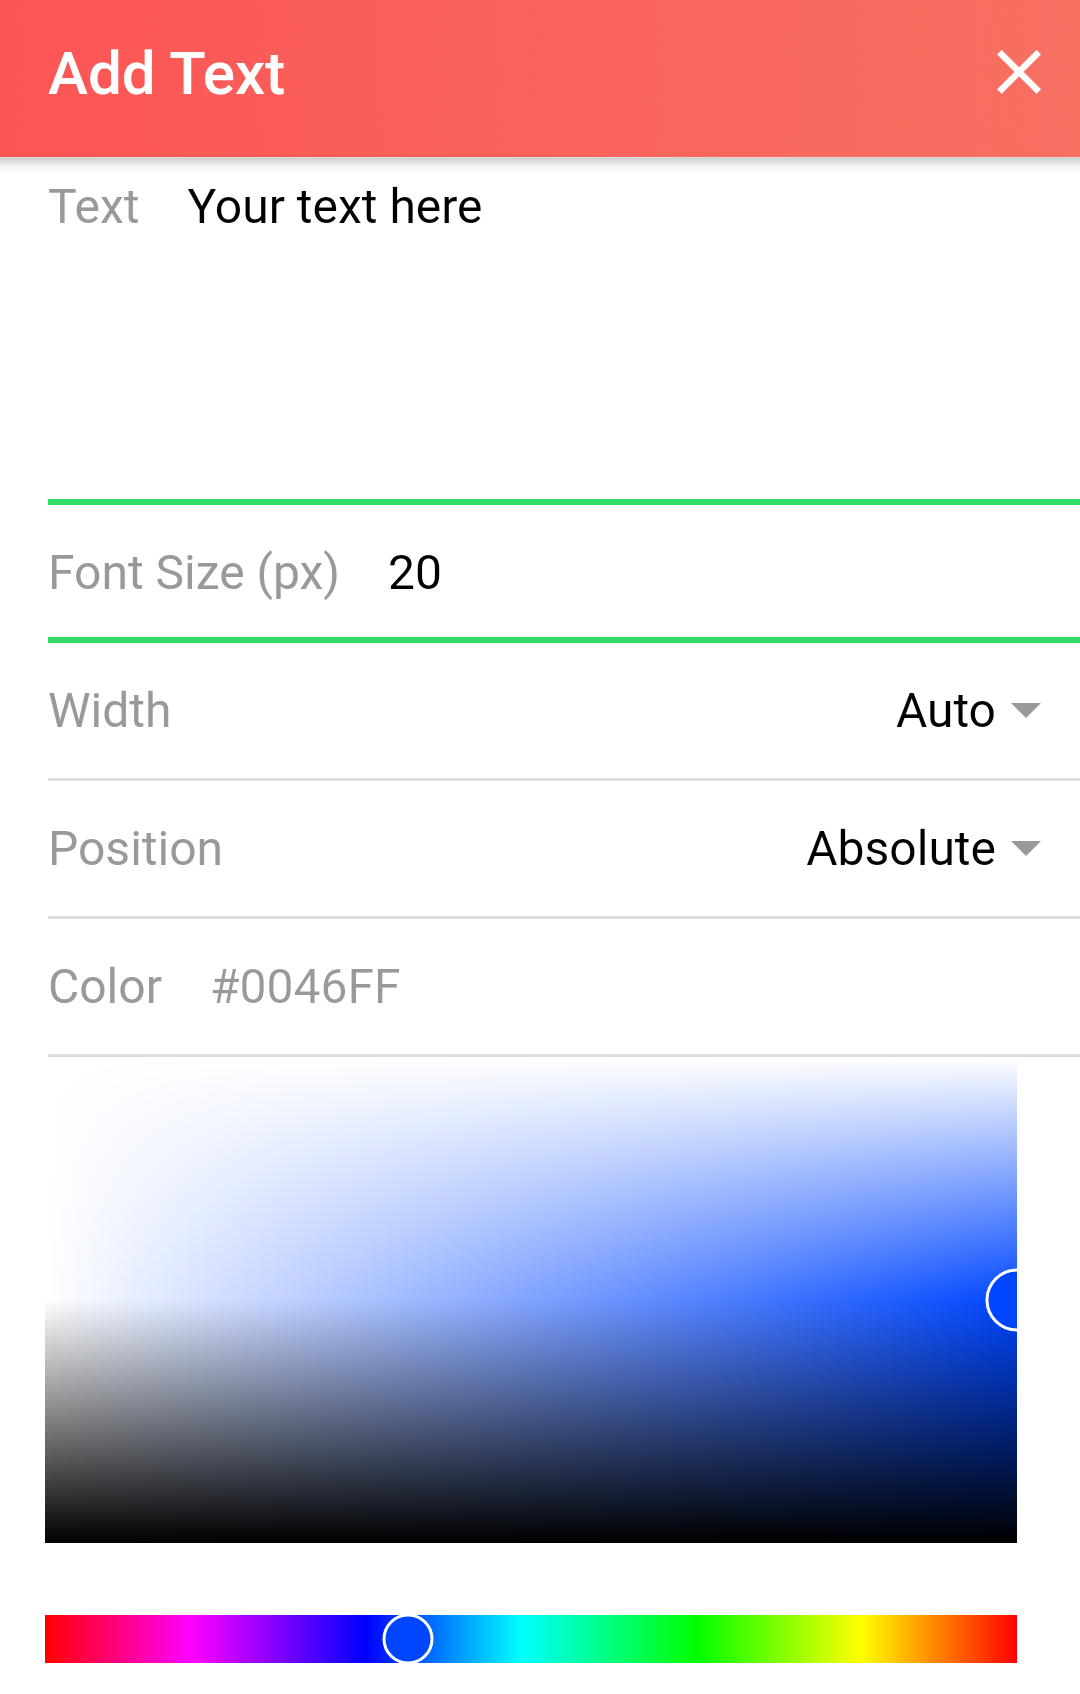 Add Text
Text Your text here
Font Size (px) 20
Width Auto
Position Absolute
Color #0046FF